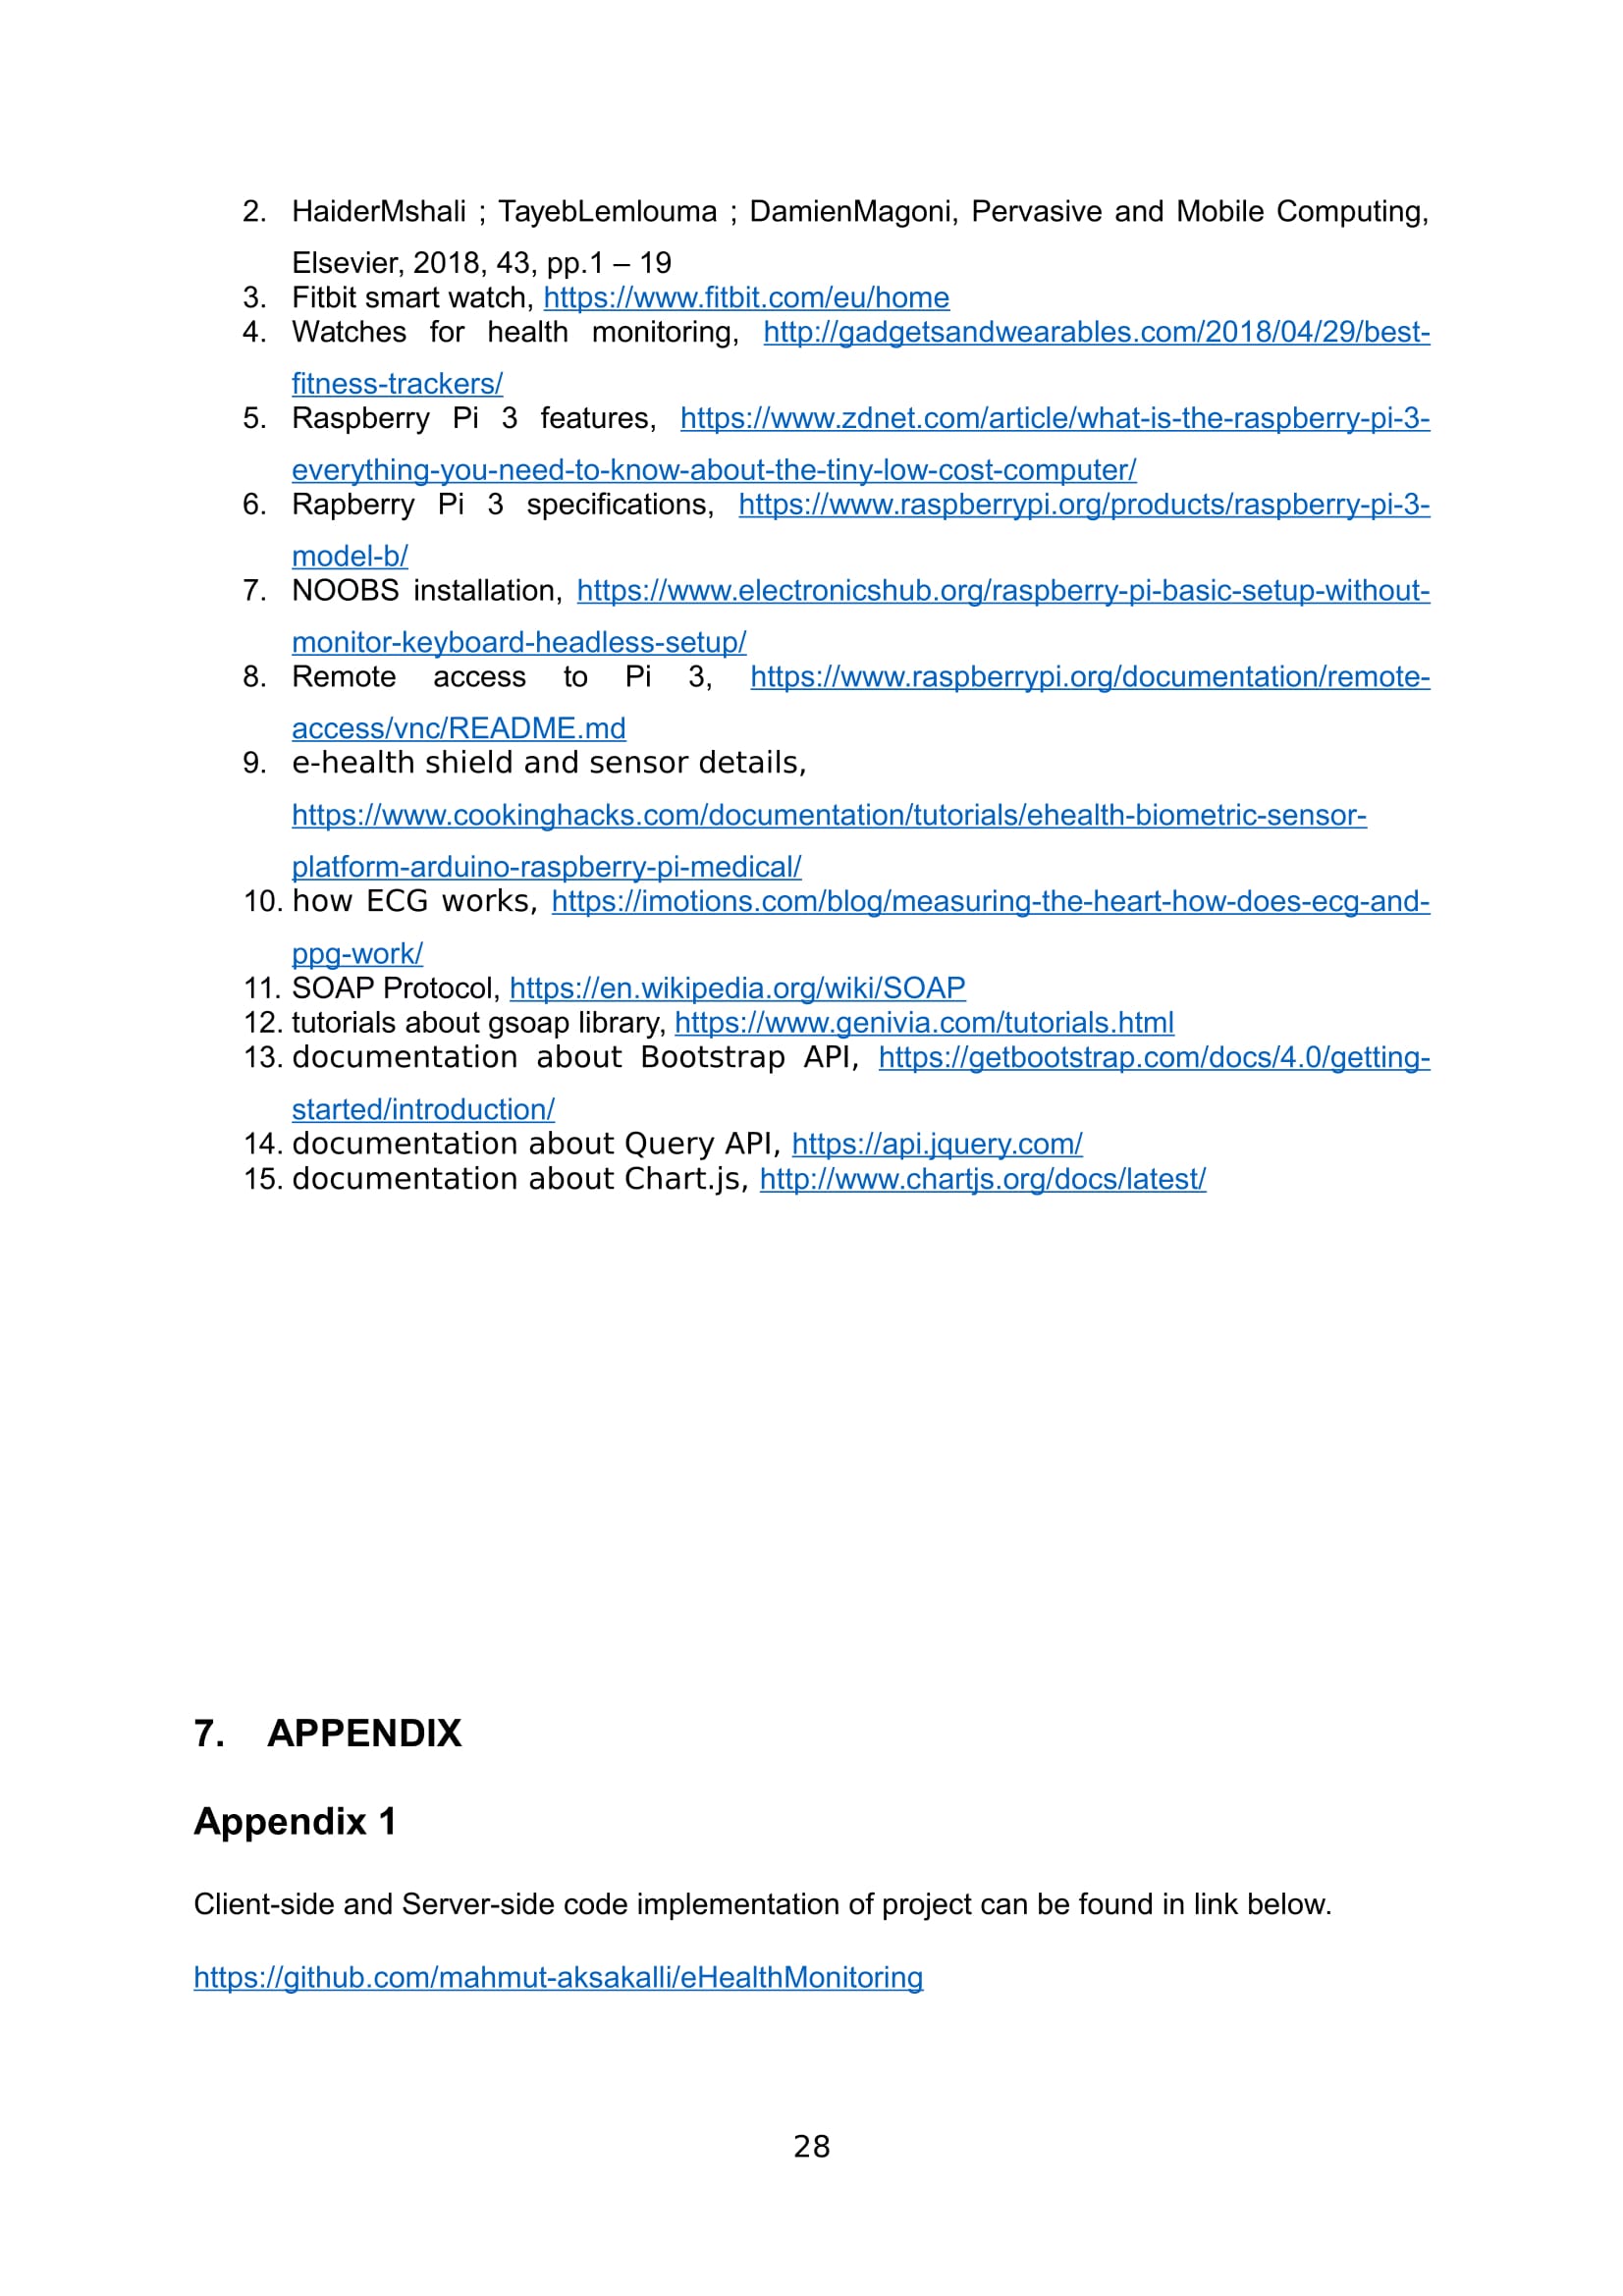 2. HaiderMshali ; TayebLemlouma ; DamienMagoni, Pervasive and Mobile Computing,
Elsevier, 2018, 43, pp.1 – 19
3. Fitbit smart watch, https://www.fitbit.com/eu/home
4. Watches for health monitoring, http://gadgetsandwearables.com/2018/04/29/best-
fitness-trackers/
5. Raspberry Pi 3 features, https://www.zdnet.com/article/what-is-the-raspberry-pi-3-
everything-you-need-to-know-about-the-tiny-low-cost-computer/
6. Rapberry Pi 3 specifications, https://www.raspberrypi.org/products/raspberry-pi-3-
model-b/
7. NOOBS installation, https://www.electronicshub.org/raspberry-pi-basic-setup-without-
monitor-keyboard-headless-setup/
8. Remote access to Pi 3, https://www.raspberrypi.org/documentation/remote-
access/vnc/README.md
9. e-health shield and sensor details,
https://www.cookinghacks.com/documentation/tutorials/ehealth-biometric-sensor-
platform-arduino-raspberry-pi-medical/
10. how ECG works, https://imotions.com/blog/measuring-the-heart-how-does-ecg-and-
ppg-work/
11. SOAP Protocol, https://en.wikipedia.org/wiki/SOAP
12. tutorials about gsoap library, https://www.genivia.com/tutorials.html
13. documentation about Bootstrap API, https://getbootstrap.com/docs/4.0/getting-
started/introduction/
14. documentation about Query API, https://api.jquery.com/
15. documentation about Chart.js, http://www.chartjs.org/docs/latest/
7. APPENDIX
Appendix 1
Client-side and Server-side code implementation of project can be found in link below.
https://github.com/mahmut-aksakalli/eHealthMonitoring
28